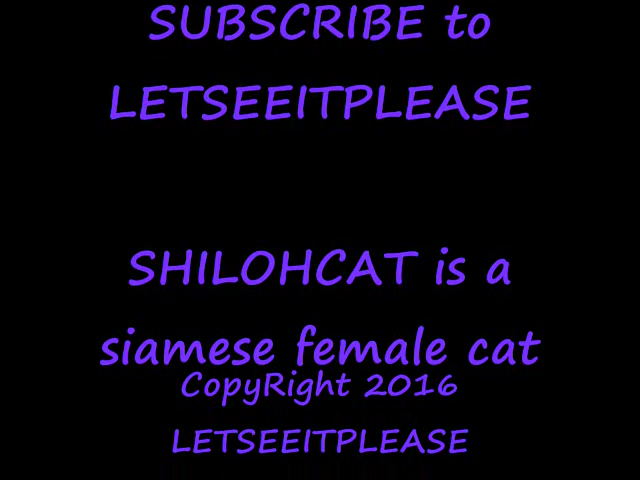 SUBSCRIBE to
LETSEEITPLEASE
SHILOHCAT is a
siamese female cat
CopyRight 2016
LETSEEITPLEASE